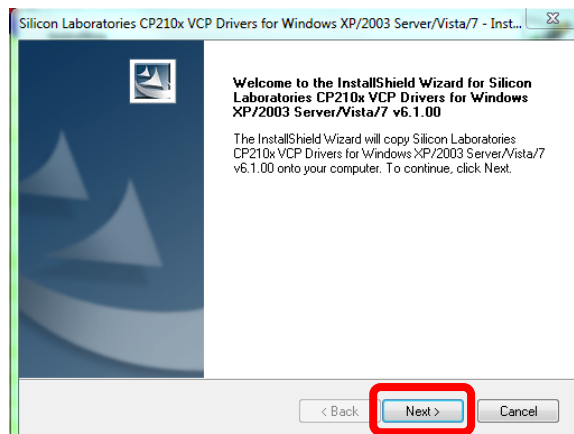 Silicon Laboratories CP210x VCP Drivers for Windows XP/2003 Server/Vista/7 - Inst...
Welcome to the InstallShield Wizard for Silicon
Laboratories CP210x VCP Drivers for Windows
XP/2003 Server/Vista/7 v6.1.00
The InstallShield Wizard will copy Silicon Laboratories
CP210x VCP Drivers for Windows XP/2003 Server/Vista/7
v6.1.00 onto your computer. To continue, click Next.
< Back Next > Cancel